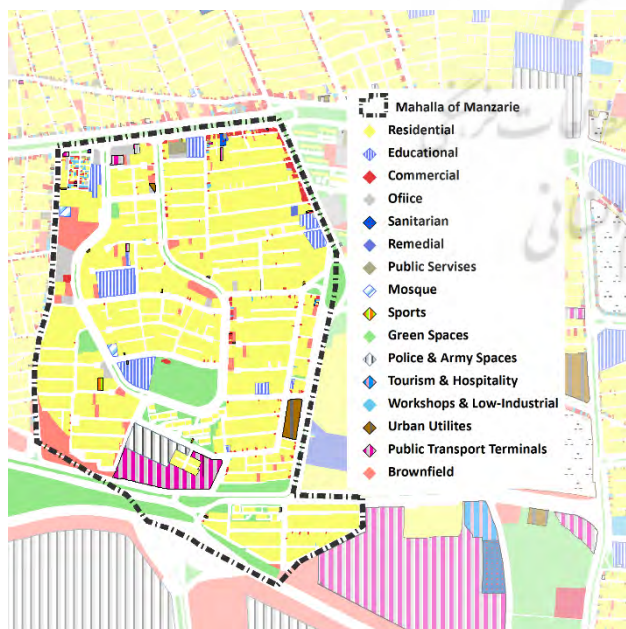 Mahalla of Manzarie
Residential
Educational
Commercial
Ofiice
Sanitarian
Remedial
Public Servises
Mosque
Sports
Green Spaces
Police & Army Spaces
Tourism & Hospitality
Workshops & Low-Industrial
Urban Utilites
Public Transport Terminals
Brownfield